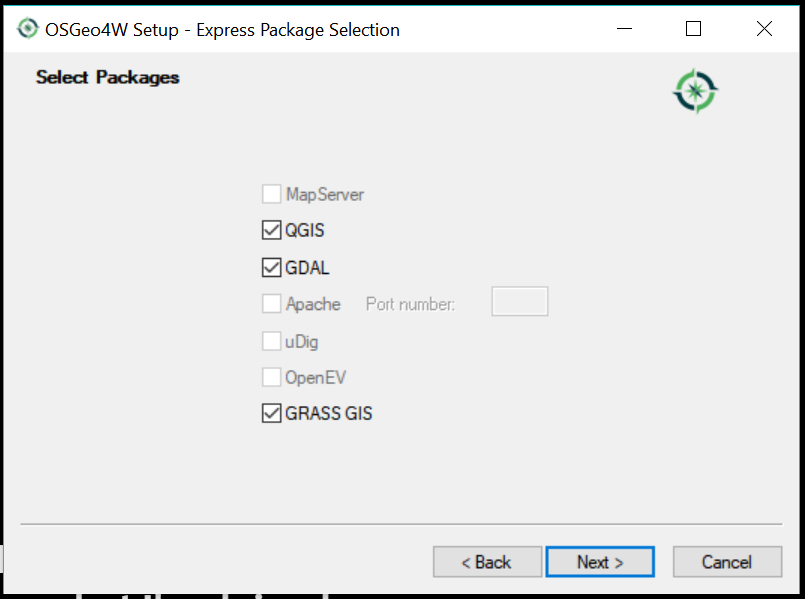 OSGeo4W Setup - Express Package Selection
Select Packages
MapServer
QGIS
GDAL
Apache Port number:
uDig
OpenEV
GRASS GIS
< Back Next > Cancel